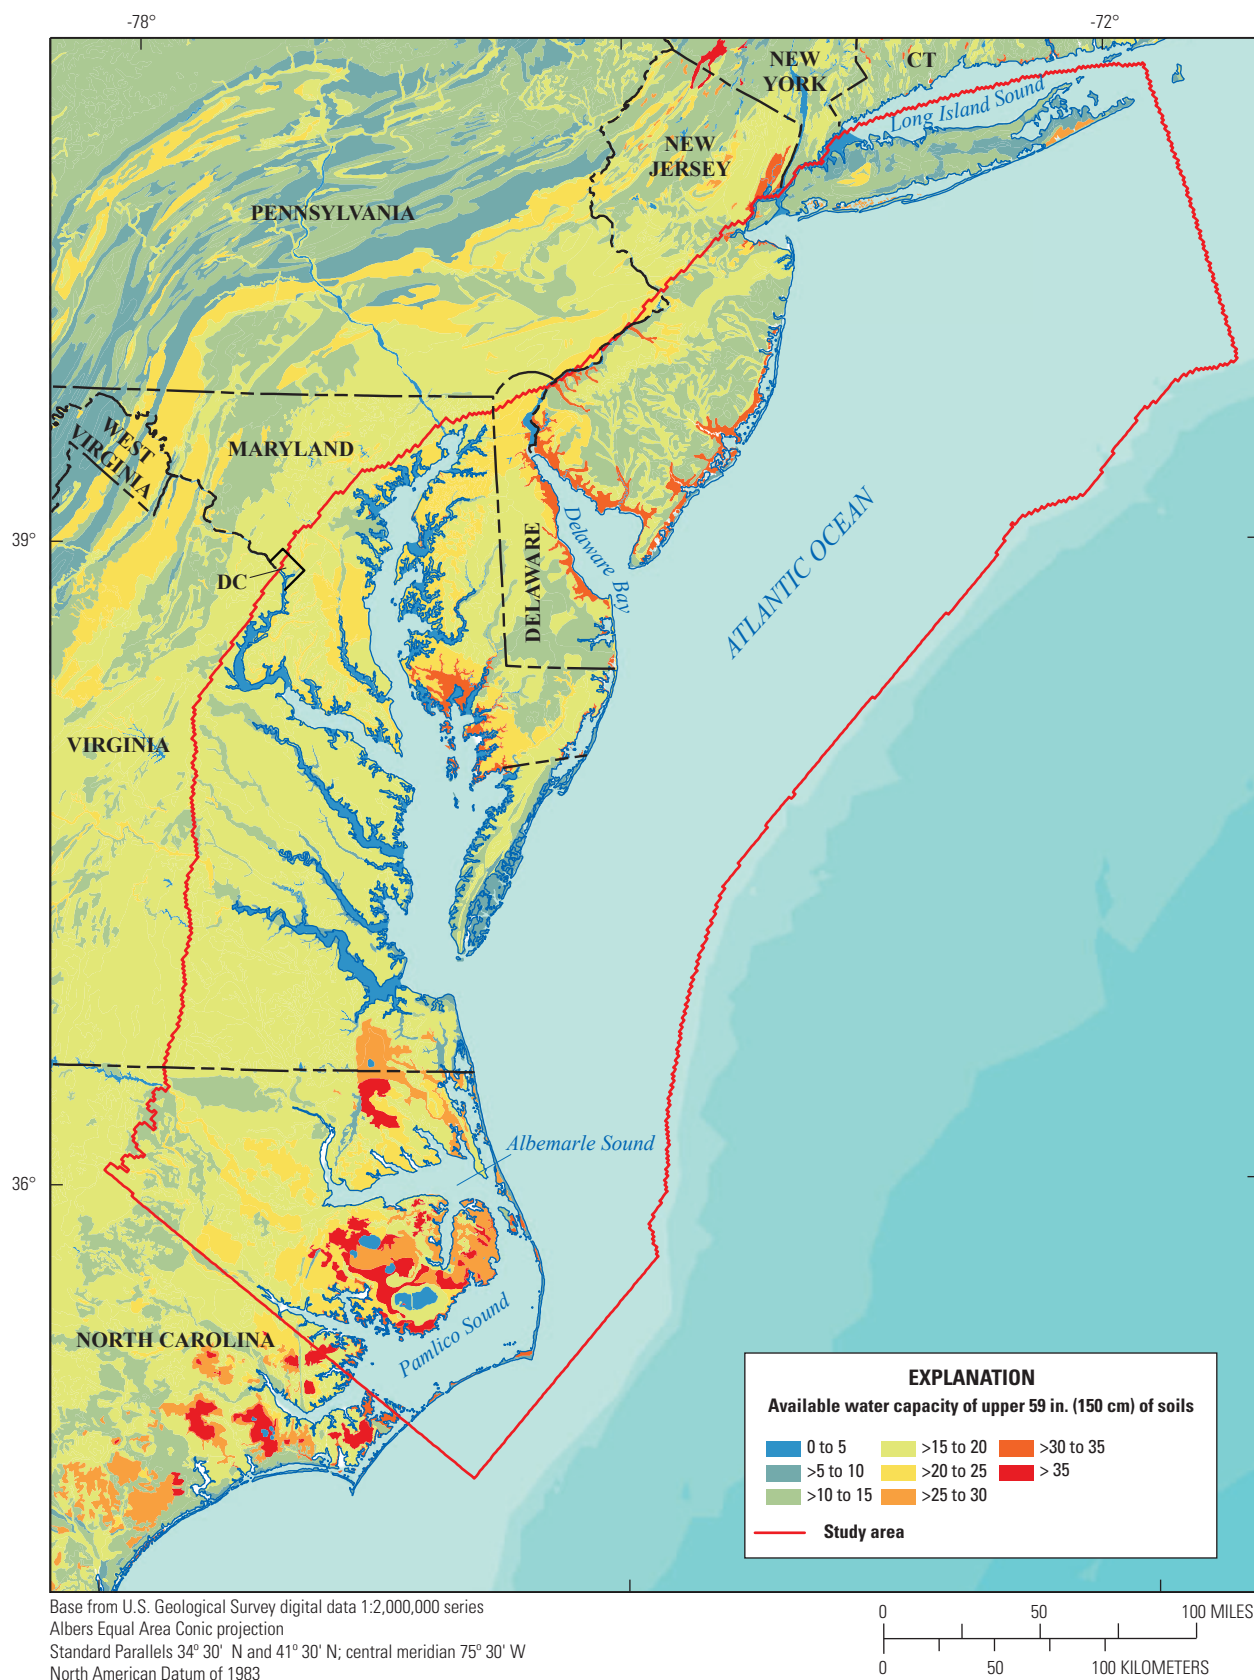 -78°
-72°
NEW
YORK
CT
Long Island Sound
NEW
JERSEY
PENNSYLVANIA
WEST
VIRGINIA
MARYLAND
39°
DC
DELAWARE
Delaware Bay
ATLANTIC OCEAN
VIRGINIA
Albemarle Sound
36°
Pamlico Sound
NORTH CAROLINA
EXPLANATION
Available water capacity of upper 59 in. (150 cm) of soils
0 to 5
>5 to 10
>10 to 15
>15 to 20
>20 to 25
>25 to 30
>30 to 35
> 35
Study area
Base from U.S. Geological Survey digital data 1:2,000,000 series
Albers Equal Area Conic projection
Standard Parallels 34° 30' N and 41° 30' N; central meridian 75° 30' W
North American Datum of 1983
0 50 100 MILES
0 50 100 KILOMETERS